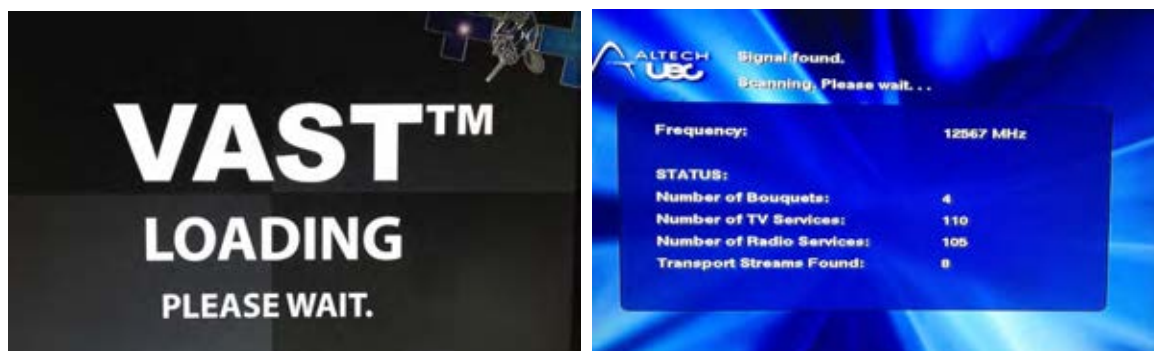 VAST™
LOADING
PLEASE WAIT.
ALTECH
UEC
Signal found.
Scanning, Please wait. . .
Frequency: 12567 MHz
STATUS:
Number of Bouquets: 4
Number of TV Services: 110
Number of Radio Services: 105
Transport Streams Found: